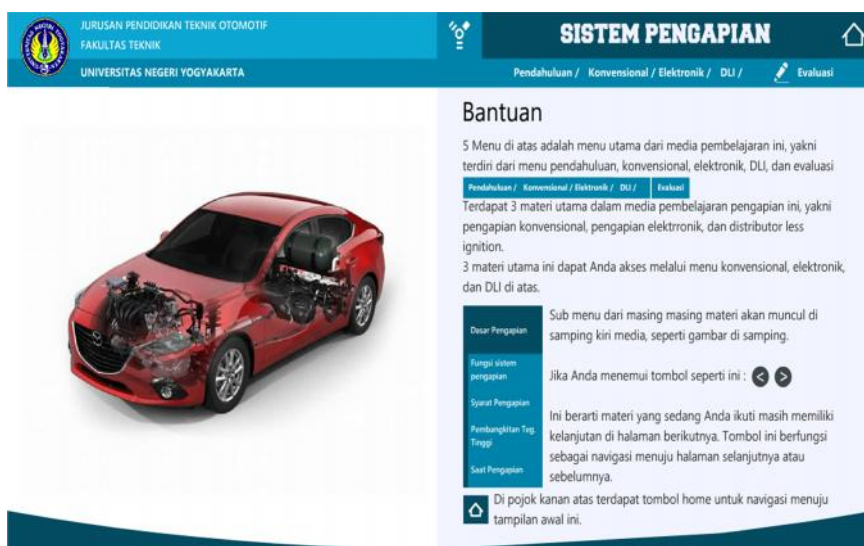 JURUSAN PENDIDIKAN TEKNIK OTOMOTIF
FAKULTAS TEKNIK
UNIVERSITAS NEGERI YOGYAKARTA
SISTEM PENGAPIAN
Pendahuluan / Konvensional / Elektronik / DLI / Evaluasi
Bantuan
5 Menu di atas adalah menu utama dari media pembelajaran ini, yakni
terdiri dari menu pendahuluan, konvensional, elektronik, DLI, dan evaluasi
Pendahuluan / Konvensional / Elektronik / DLI / Evaluasi
Terdapat 3 materi utama dalam media pembelajaran pengapian ini, yakni
pengapian konvensional, pengapian elektrronik, dan distributor less
ignition.
3 materi utama ini dapat Anda akses melalui menu konvensional, elektronik,
dan DLI di atas.
Dasar Pengapian
Fungsi sistem
pengapian
Syarat Pengapian
Pembangkitan Teg.
Tinggi
Saat Pengapian
Sub menu dari masing masing materi akan muncul di
samping kiri media, seperti gambar di samping.
Jika Anda menemui tombol seperti ini : < >
Ini berarti materi yang sedang Anda ikuti masih memiliki
kelanjutan di halaman berikutnya. Tombol ini berfungsi
sebagai navigasi menuju halaman selanjutnya atau
sebelumnya.
Di pojok kanan atas terdapat tombol home untuk navigasi menuju
tampilan awal ini.